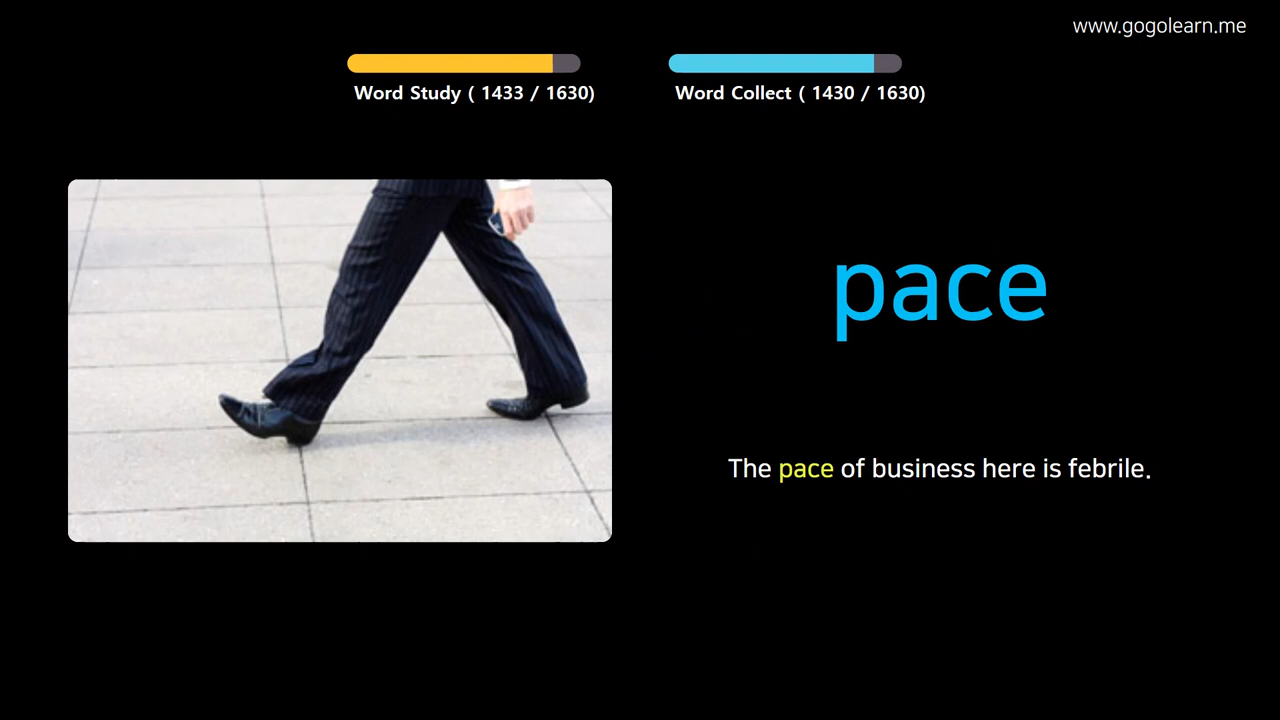 www.gogolearn.me
Word Study ( 1433 / 1630)
Word Collect ( 1430 / 1630)
pace
The pace of business here is febrile.